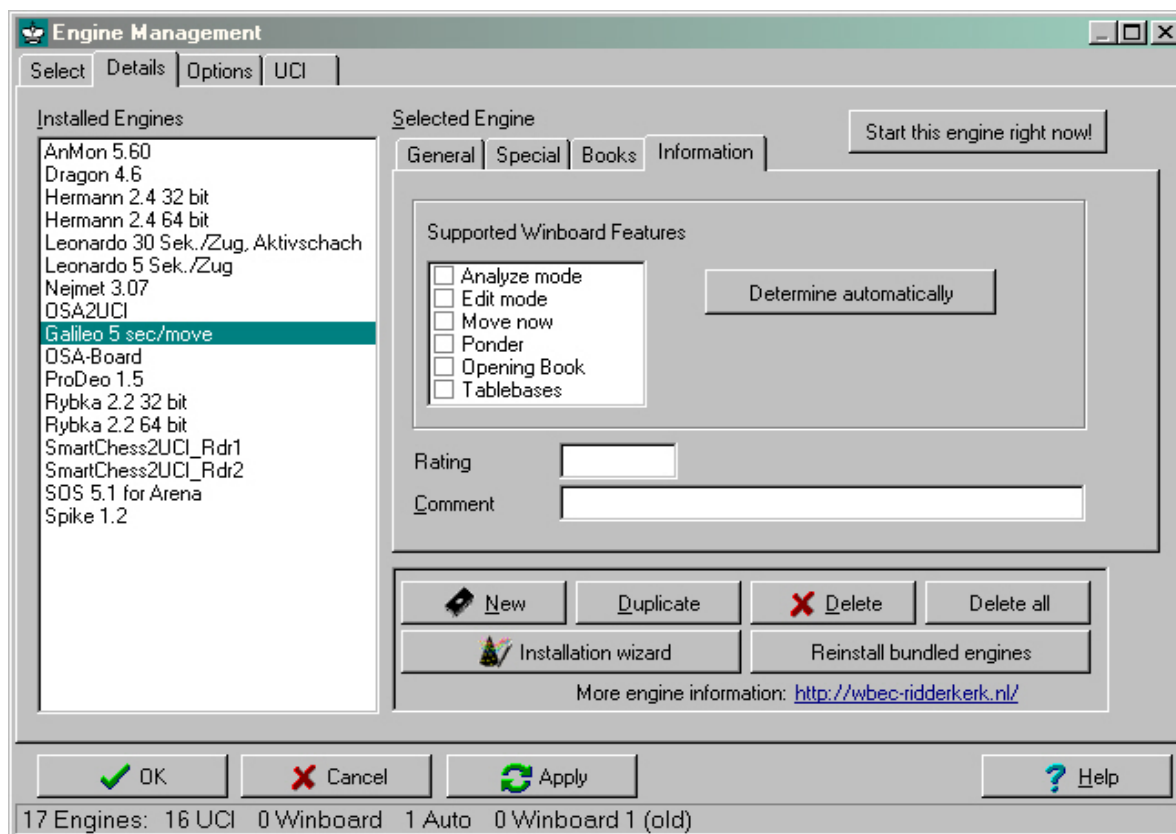 Engine Management
Select Details Options UCI
Installed Engines
AnMon 5.60
Dragon 4.6
Hermann 2.4 32 bit
Hermann 2.4 64 bit
Leonardo 30 Sek./Zug, Aktivschach
Leonardo 5 Sek./Zug
Nejmet 3.07
OSA2UCI
Galileo 5 sec/move
OSA-Board
ProDeo 1.5
Rybka 2.2 32 bit
Rybka 2.2 64 bit
SmartChess2UCI_Rdr1
SmartChess2UCI_Rdr2
SOS 5.1 for Arena
Spike 1.2
Selected Engine
Start this engine right now!
General Special Books Information
Supported Winboard Features
Analyze mode
Edit mode
Move now
Ponder
Opening Book
Tablebases
Determine automatically
Rating
Comment
New Duplicate Delete Delete all
Installation wizard Reinstall bundled engines
More engine information: http://wbec-ridderkerk.nl/
OK Cancel Apply Help
17 Engines: 16 UCI 0 Winboard 1 Auto 0 Winboard 1 (old)